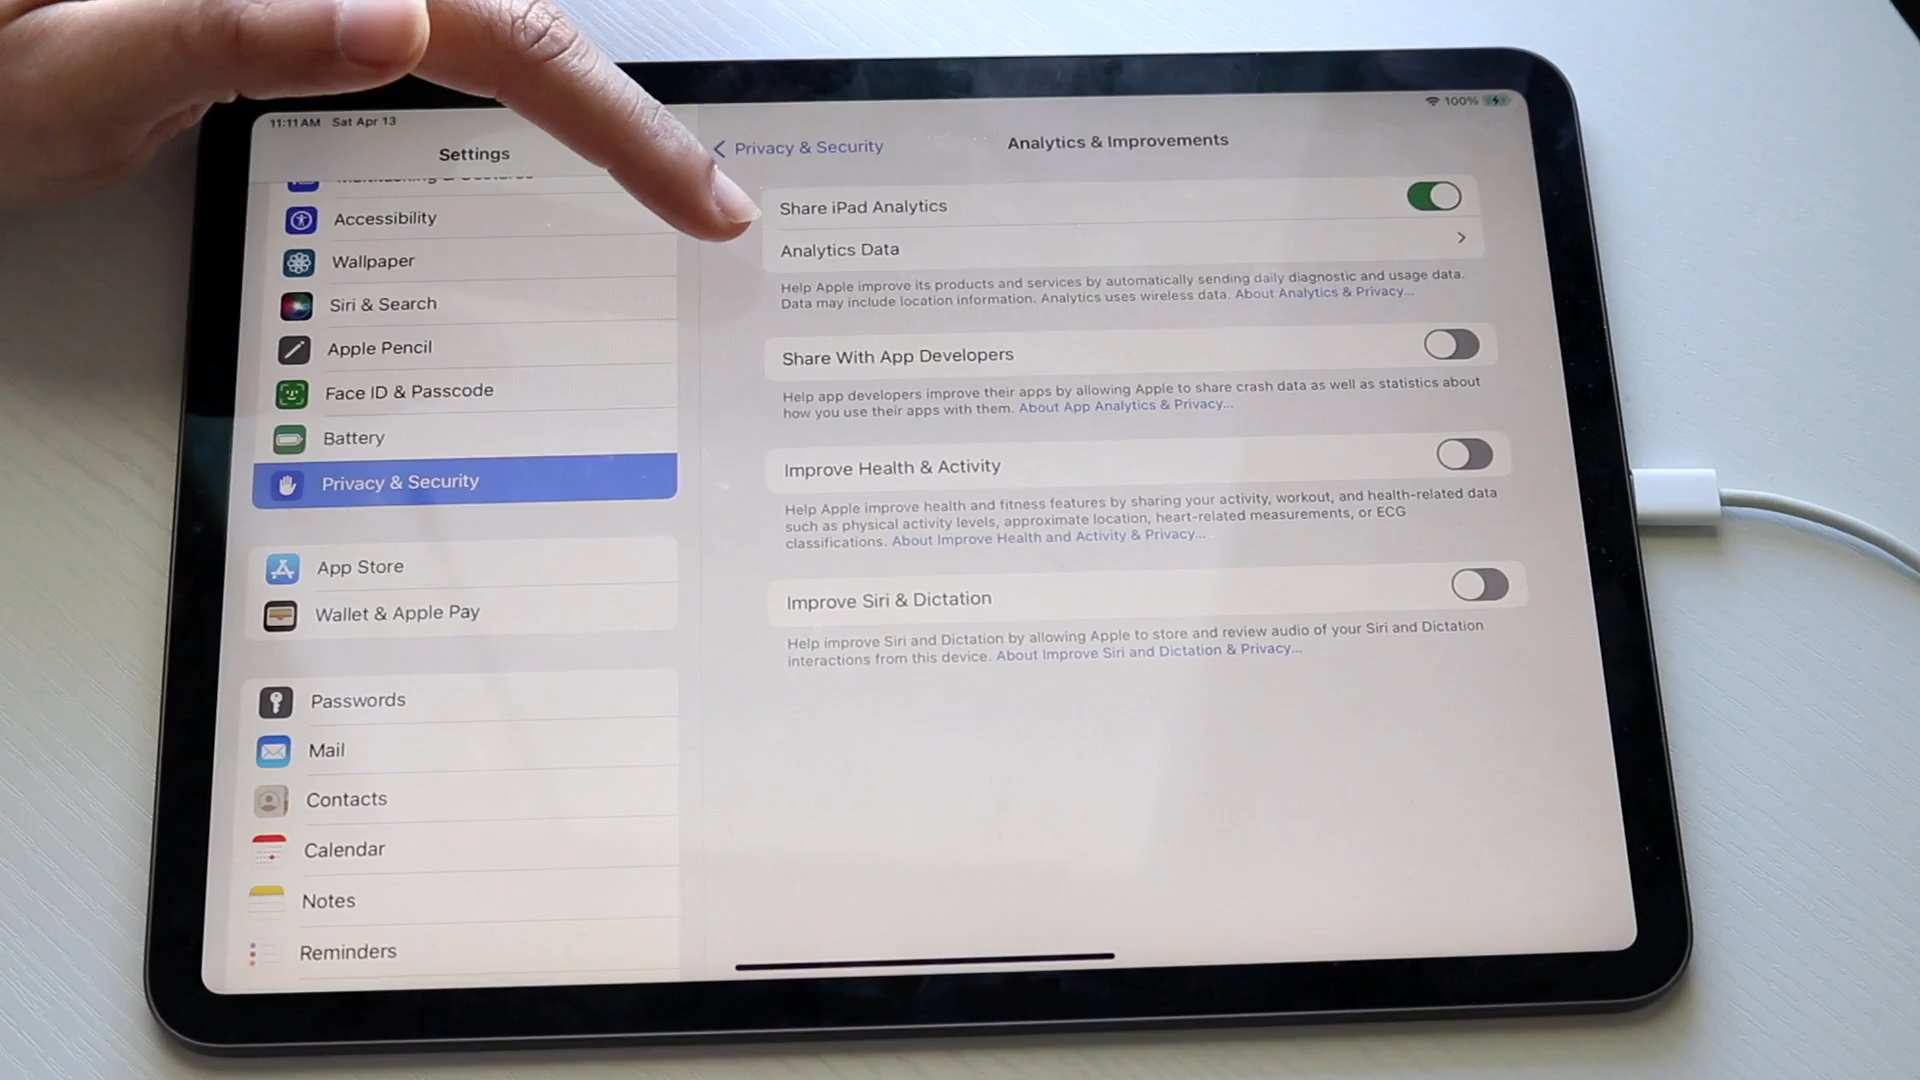 11:11 AM Sat Apr 13
100%
Settings
Accessibility
Wallpaper
Siri & Search
Apple Pencil
Face ID & Passcode
Battery
Privacy & Security
App Store
Wallet & Apple Pay
Passwords
Mail
Contacts
Calendar
Notes
Reminders
Privacy & Security
Analytics & Improvements
Share iPad Analytics
Analytics Data
Help Apple improve its products and services by automatically sending daily diagnostic and usage data.
Data may include location information. Analytics uses wireless data. About Analytics & Privacy...
Share With App Developers
Help app developers improve their apps by allowing Apple to share crash data as well as statistics about
how you use their apps with them. About App Analytics & Privacy...
Improve Health & Activity
Help Apple improve health and fitness features by sharing your activity, workout, and health-related data
such as physical activity levels, approximate location, heart-related measurements, or ECG
classifications. About Improve Health and Activity & Privacy...
Improve Siri & Dictation
Help improve Siri and Dictation by allowing Apple to store and review audio of your Siri and Dictation
interactions from this device. About Improve Siri and Dictation & Privacy...